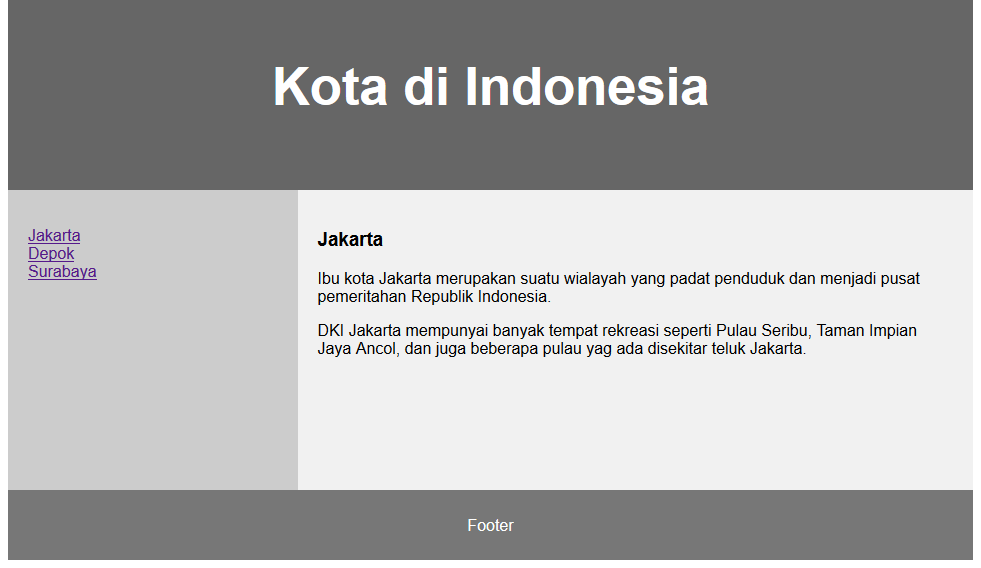 Kota di Indonesia
Jakarta
Depok
Surabaya
Jakarta
Ibu kota Jakarta merupakan suatu wialayah yang padat penduduk dan menjadi pusat
pemeritahan Republik Indonesia.
DKI Jakarta mempunyai banyak tempat rekreasi seperti Pulau Seribu, Taman Impian
Jaya Ancol, dan juga beberapa pulau yag ada disekitar teluk Jakarta.
Footer